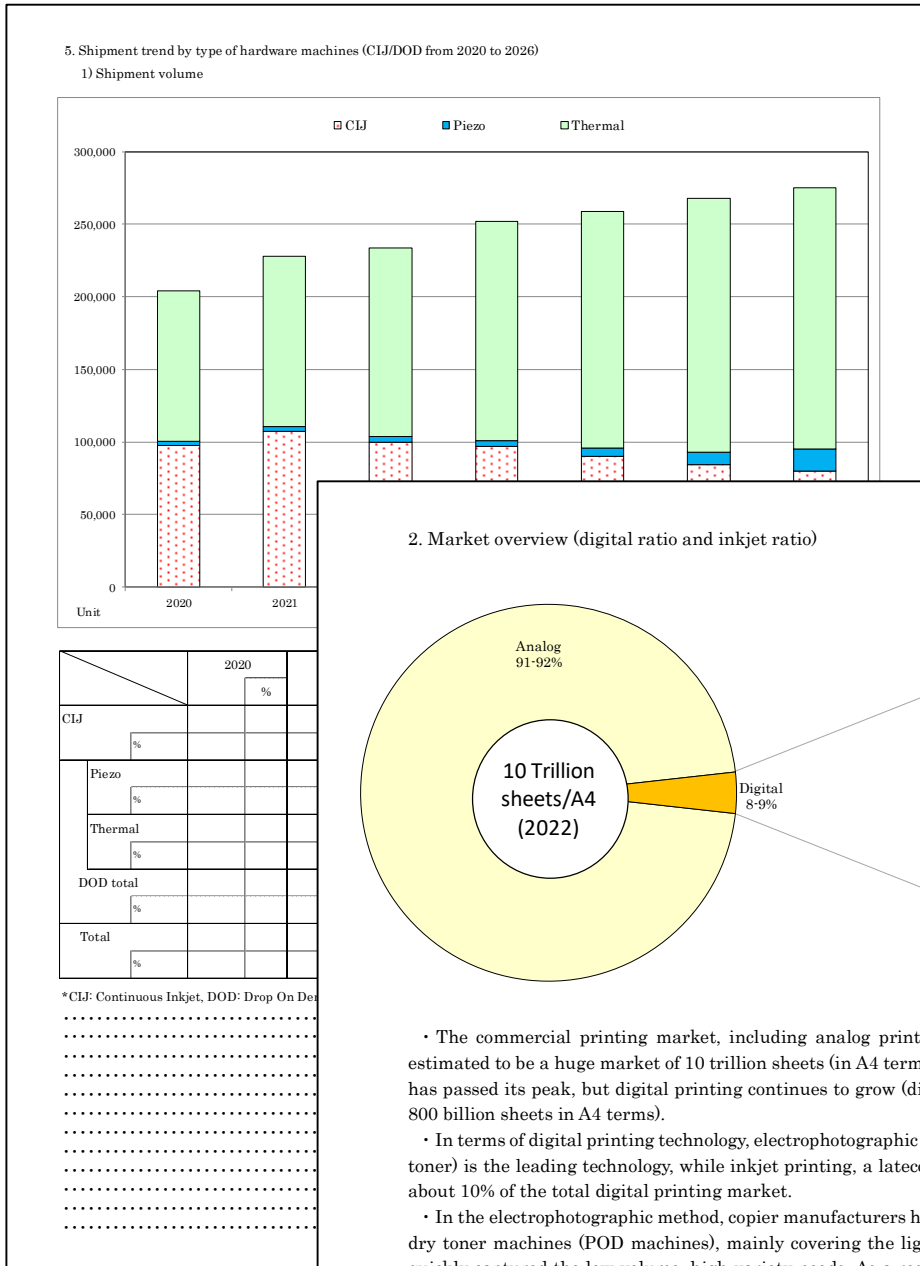 5. Shipment trend by type of hardware machines (CIJ/DOD from 2020 to 2026)
1) Shipment volume
CIJ Piezo Thermal
300,000
250,000
200,000
150,000
100,000
50,000
0
Unit
2020 2021
2020
%
CIJ
%
Piezo
%
Thermal
%
DOD total
%
Total
%
*CIJ: Continuous Inkjet, DOD: Drop On
2. Market overview (digital ratio and inkjet ratio)
Analog
91-92%
10 Trillion
sheets/A4
(2022)
Digital
8-9%
・The commercial printing market, including analog print
estimated to be a huge market of 10 trillion sheets (in A4 term
has passed its peak, but digital printing continues to grow (di
800 billion sheets in A4 terms).
・In terms of digital printing technology, electrophotographic
toner) is the leading technology, while inkjet printing, a latec
about 10% of the total digital printing market.
・In the electrophotographic method, copier manufacturers h
dry toner machines (POD machines), mainly covering the lig